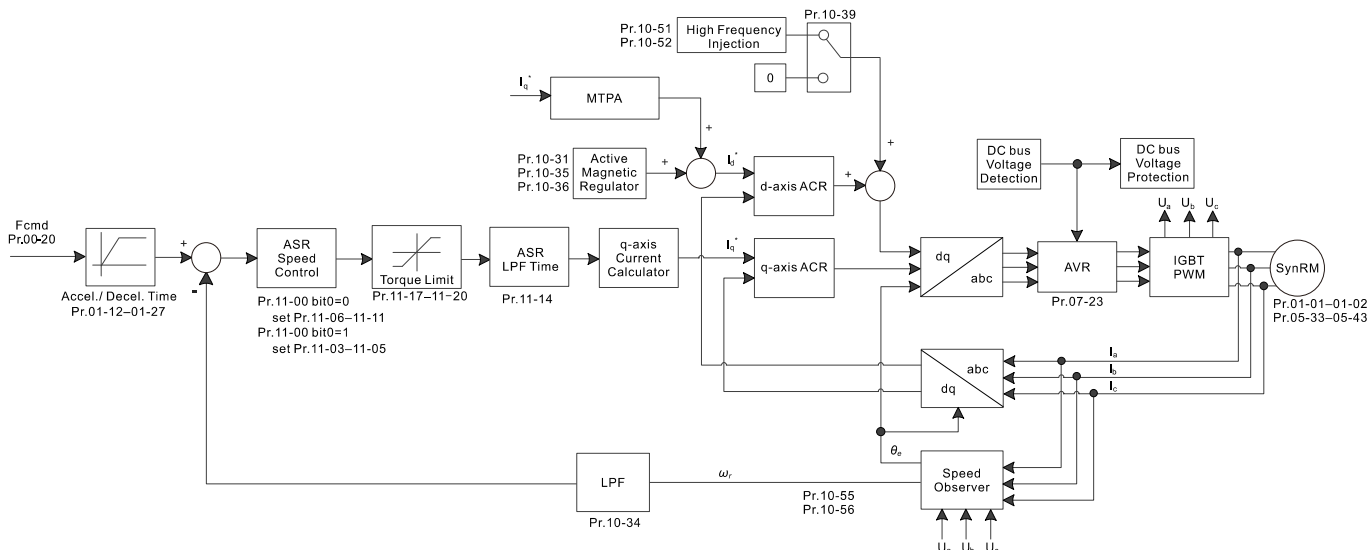 Pr.10-39
Pr.10-51
Pr.10-52
High Frequency
Injection
0
Iq*
MTPA
+
+
Pr.10-31
Pr.10-35
Pr.10-36
Active
Magnetic
Regulator
+
Id*
d-axis ACR
+
DC bus
Voltage
Detection
DC bus
Voltage
Protection
Ua
Ub
Uc
Fcmd
Pr.00-20
+
-
ASR
Speed
Control
Torque Limit
ASR
LPF Time
q-axis
Current
Calculator
Iq*
q-axis ACR
dq
abc
AVR
IGBT
PWM
SynRM
Accel./ Decel. Time
Pr.01-12–01-27
Pr.11-00 bit0=0
set Pr.11-06–11-11
Pr.11-00 bit0=1
set Pr.11-03–11-05
Pr.11-17–11-20
Pr.11-14
Pr.07-23
Pr.01-01–01-02
Pr.05-33–05-43
abc
dq
Ia
Ib
Ic
θe
LPF
ωr
Speed
Observer
Pr.10-34
Pr.10-55
Pr.10-56